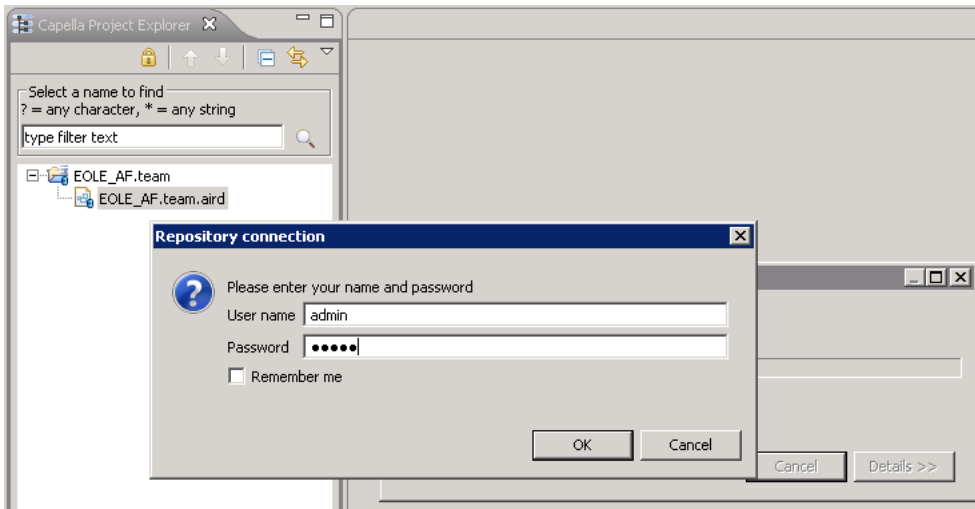 Capella Project Explorer
Select a name to find
? = any character, * = any string
type filter text
EOLE_AF.team
EOLE_AF.team.aird
Repository connection
Please enter your name and password
User name admin
Password •••••
Remember me
OK Cancel
Cancel Details >>